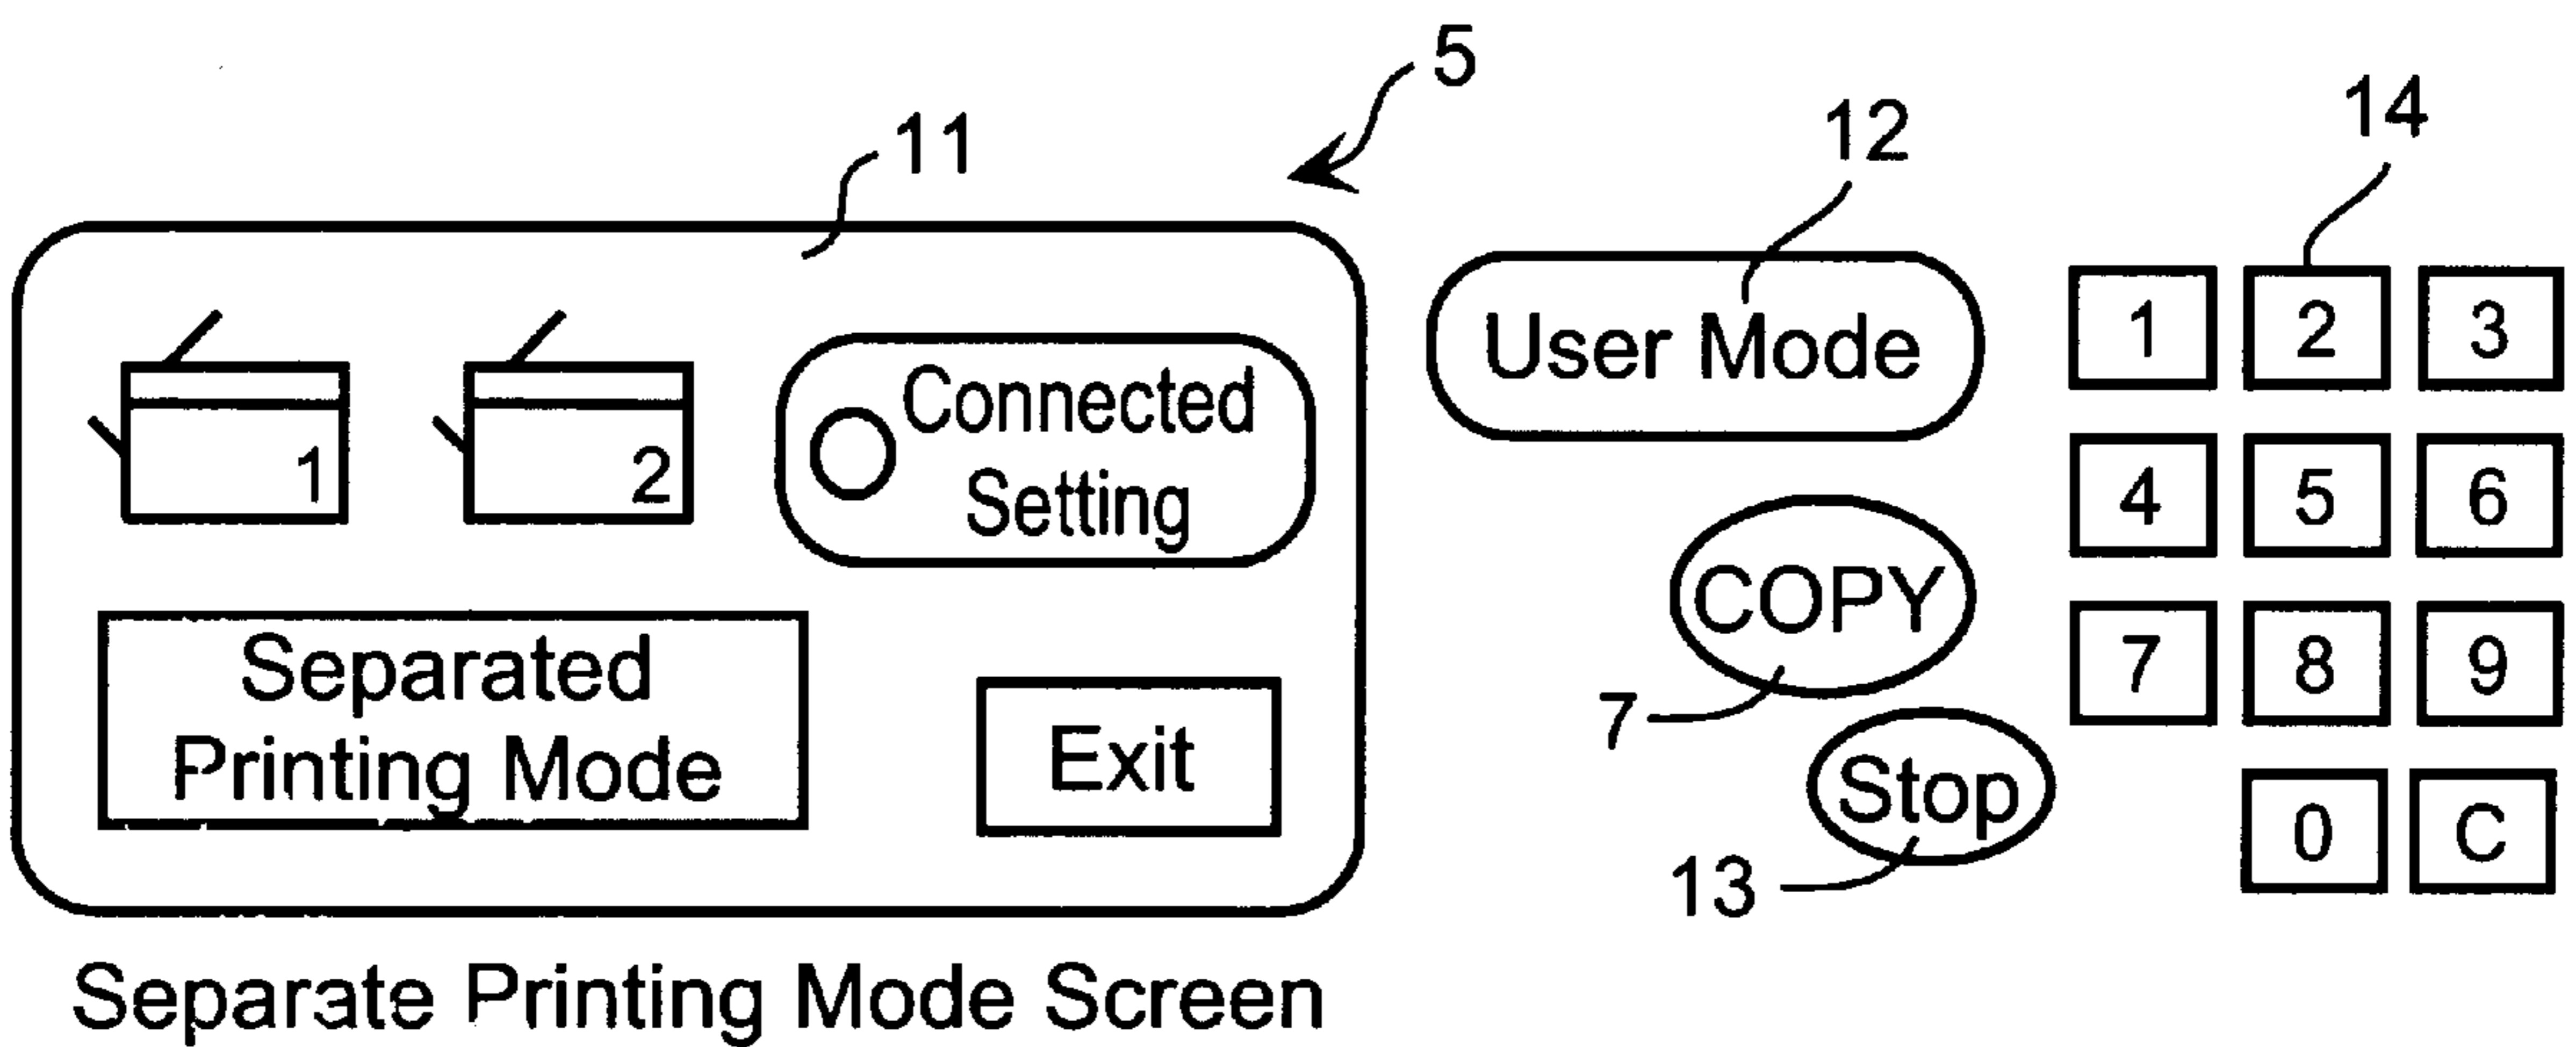 5
11
12
14
1
2
Connected
Setting
User Mode
1 2 3
4 5 6
COPY
Separated
Printing Mode
Exit
7
7 8 9
Stop
13
0 C
Separate Printing Mode Screen